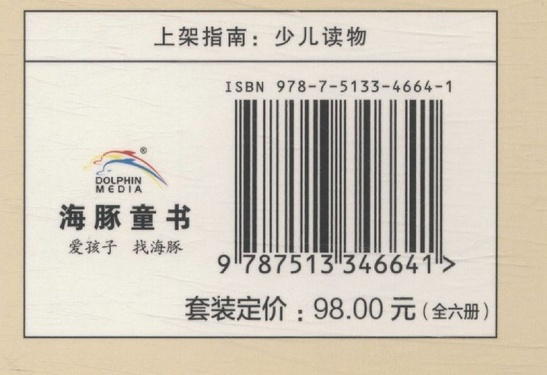 上架指南：少儿读物
ISBN 978-7-5133-4664-1
DOLPHIN
MEDIA
®
海豚童书
爱孩子 找海豚
9 787513 346641 >
套装定价：98.00 元（全六册）